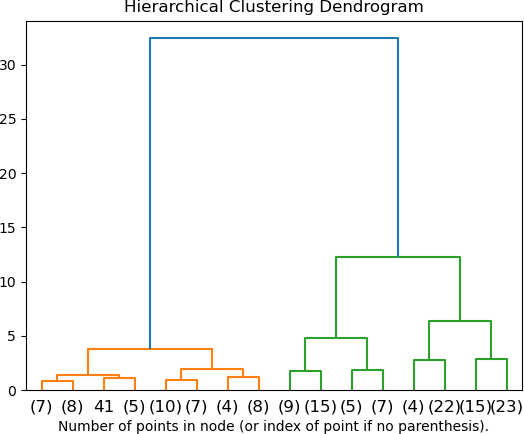 Hierarchical Clustering Dendrogram
30
25
20
15
10
5
0
(7) (8) 41 (5) (10) (7) (4) (8) (9) (15) (5) (7) (4) (22)(15)(23)
Number of points in node (or index of point if no parenthesis).